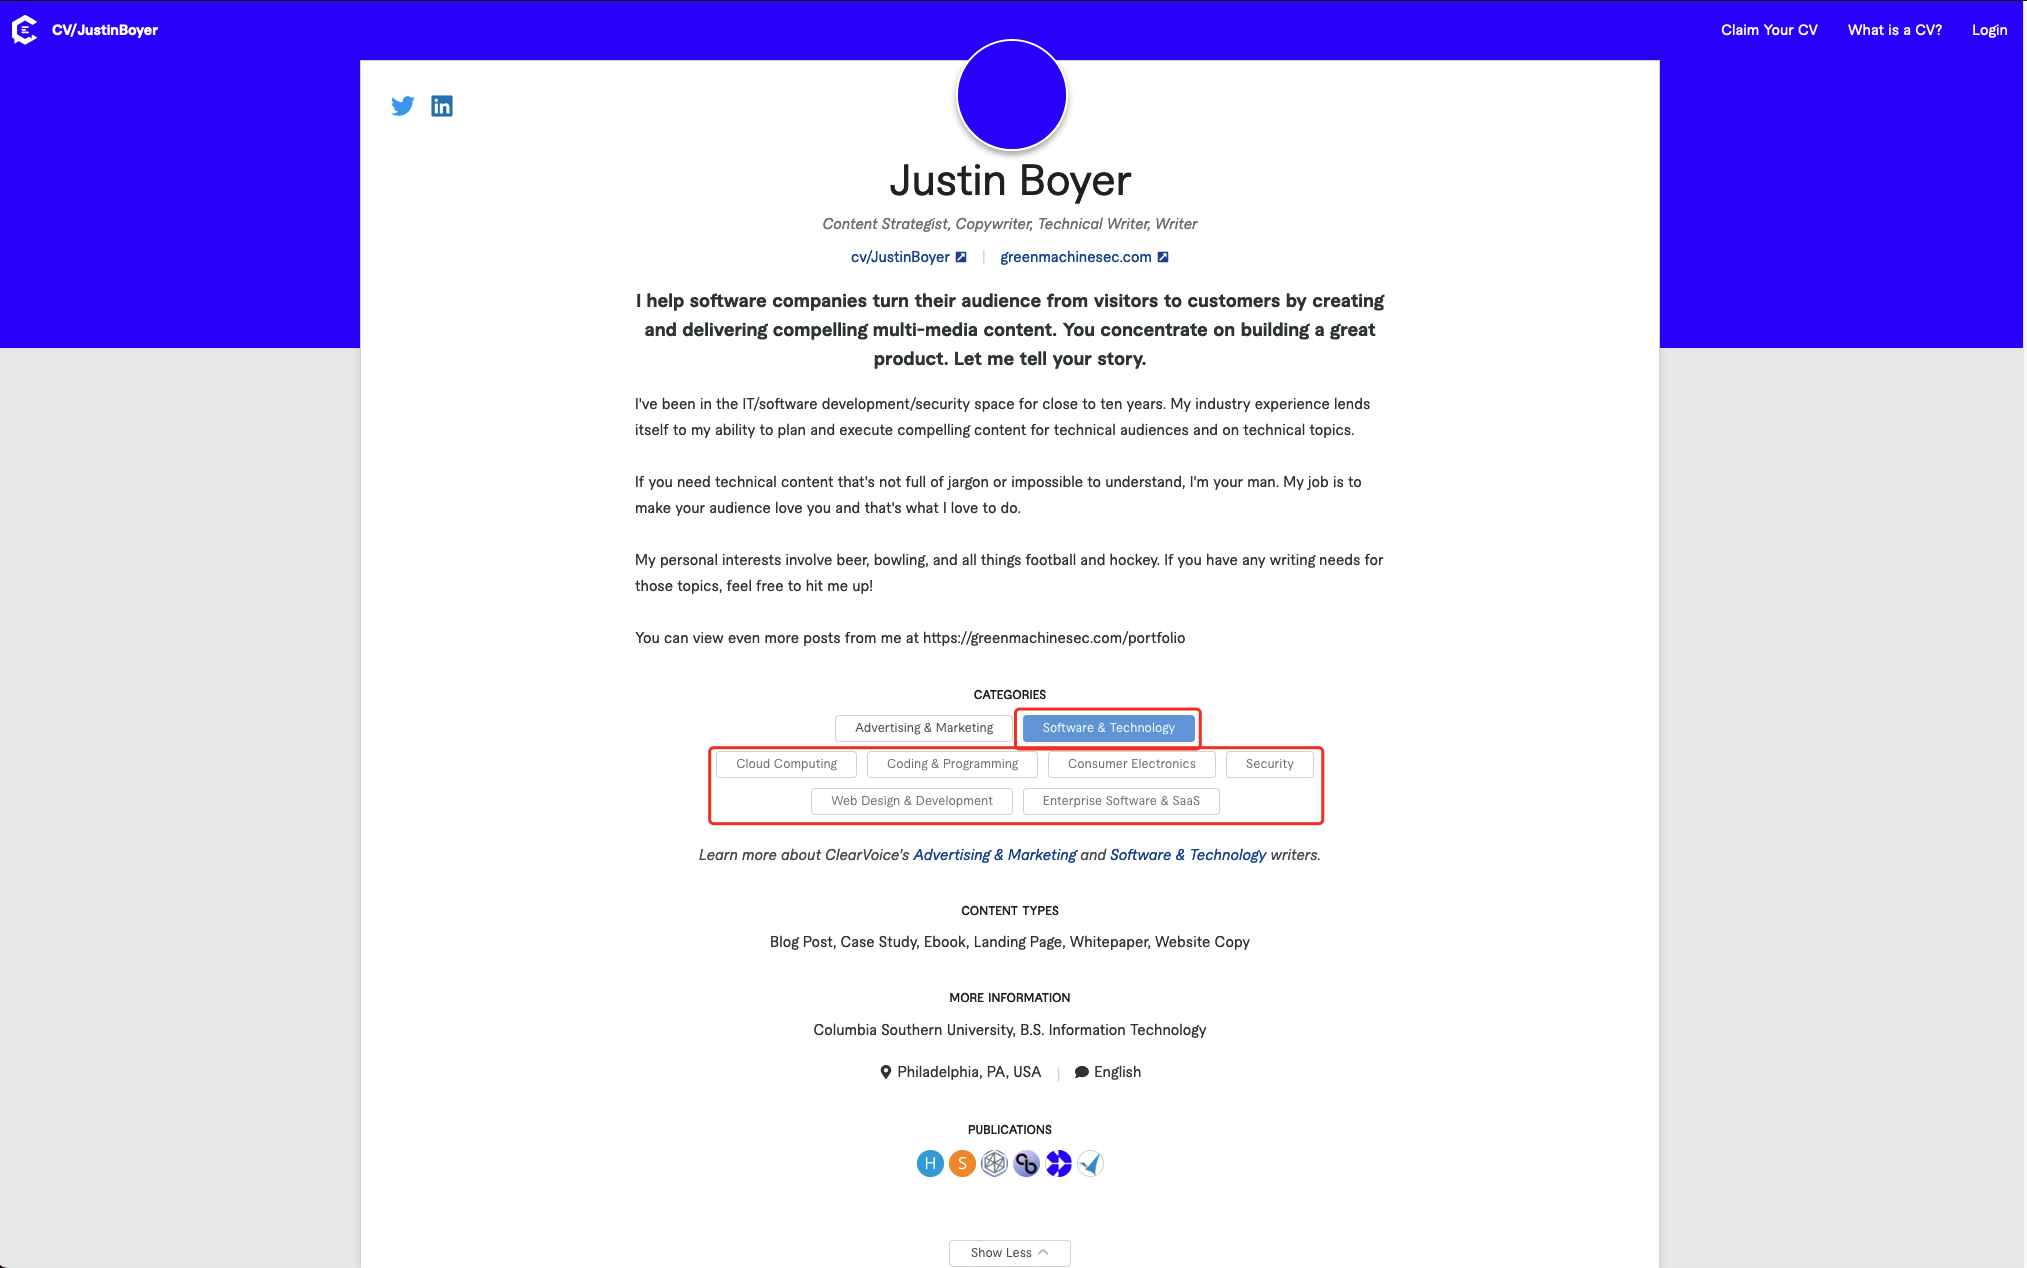 CV/JustinBoyer
Claim Your CV What is a CV? Login
Justin Boyer
Content Strategist, Copywriter, Technical Writer, Writer
cv/JustinBoyer | greenmachinesec.com
I help software companies turn their audience from visitors to customers by creating
and delivering compelling multi-media content. You concentrate on building a great
product. Let me tell your story.
I've been in the IT/software development/security space for close to ten years. My industry experience lends
itself to my ability to plan and execute compelling content for technical audiences and on technical topics.
If you need technical content that's not full of jargon or impossible to understand, I'm your man. My job is to
make your audience love you and that's what I love to do.
My personal interests involve beer, bowling, and all things football and hockey. If you have any writing needs for
those topics, feel free to hit me up!
You can view even more posts from me at https://greenmachinesec.com/portfolio
CATEGORIES
Advertising & Marketing Software & Technology
Cloud Computing Coding & Programming Consumer Electronics Security
Web Design & Development Enterprise Software & SaaS
Learn more about ClearVoice's Advertising & Marketing and Software & Technology writers.
CONTENT TYPES
Blog Post, Case Study, Ebook, Landing Page, Whitepaper, Website Copy
MORE INFORMATION
Columbia Southern University, B.S. Information Technology
Philadelphia, PA, USA | English
PUBLICATIONS
H S cb
Show Less